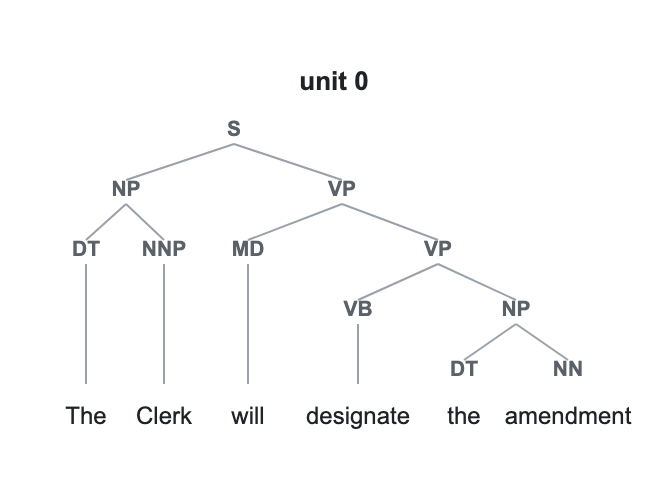 unit 0
S
NP VP
DT NNP MD VP
VB NP
DT NN
The Clerk will designate the amendment